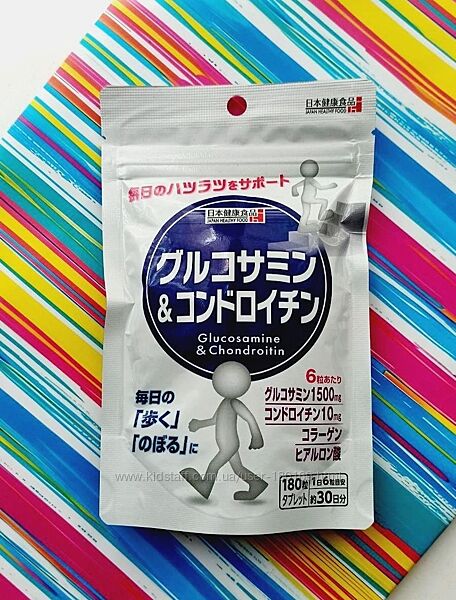 日本健康食品
JAPAN HEALTHY FOOD
毎日のハツラツをサポート
日本健康食品
JAPAN HEALTHY FOOD
グルコサミン
&コンドロイチン
Glucosamine
& Chondroitin
6粒あたり
グルコサミン1500mg
コンドロイチン10mg
コラーゲン
ヒアルロン酸
毎日の
「歩く」
「のぼる」に
180粒
タブレット
1日6粒目安
約30日分